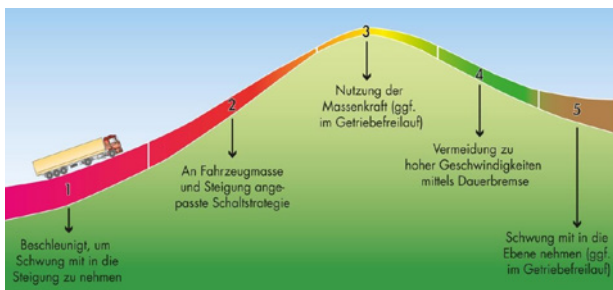 1
Beschleunigt, um
Schwung mit in die
Steigung zu nehmen
2
An Fahrzeugmasse
und Steigung ange-
passte Schaltstrategie
3
Nutzung der
Massenkraft (ggf.
im Getriebefreilauf)
4
Vermeidung zu
hoher Geschwindigkeiten
mittels Dauerbremse
5
Schwung mit in die
Ebene nehmen (ggf.
im Getriebefreilauf)